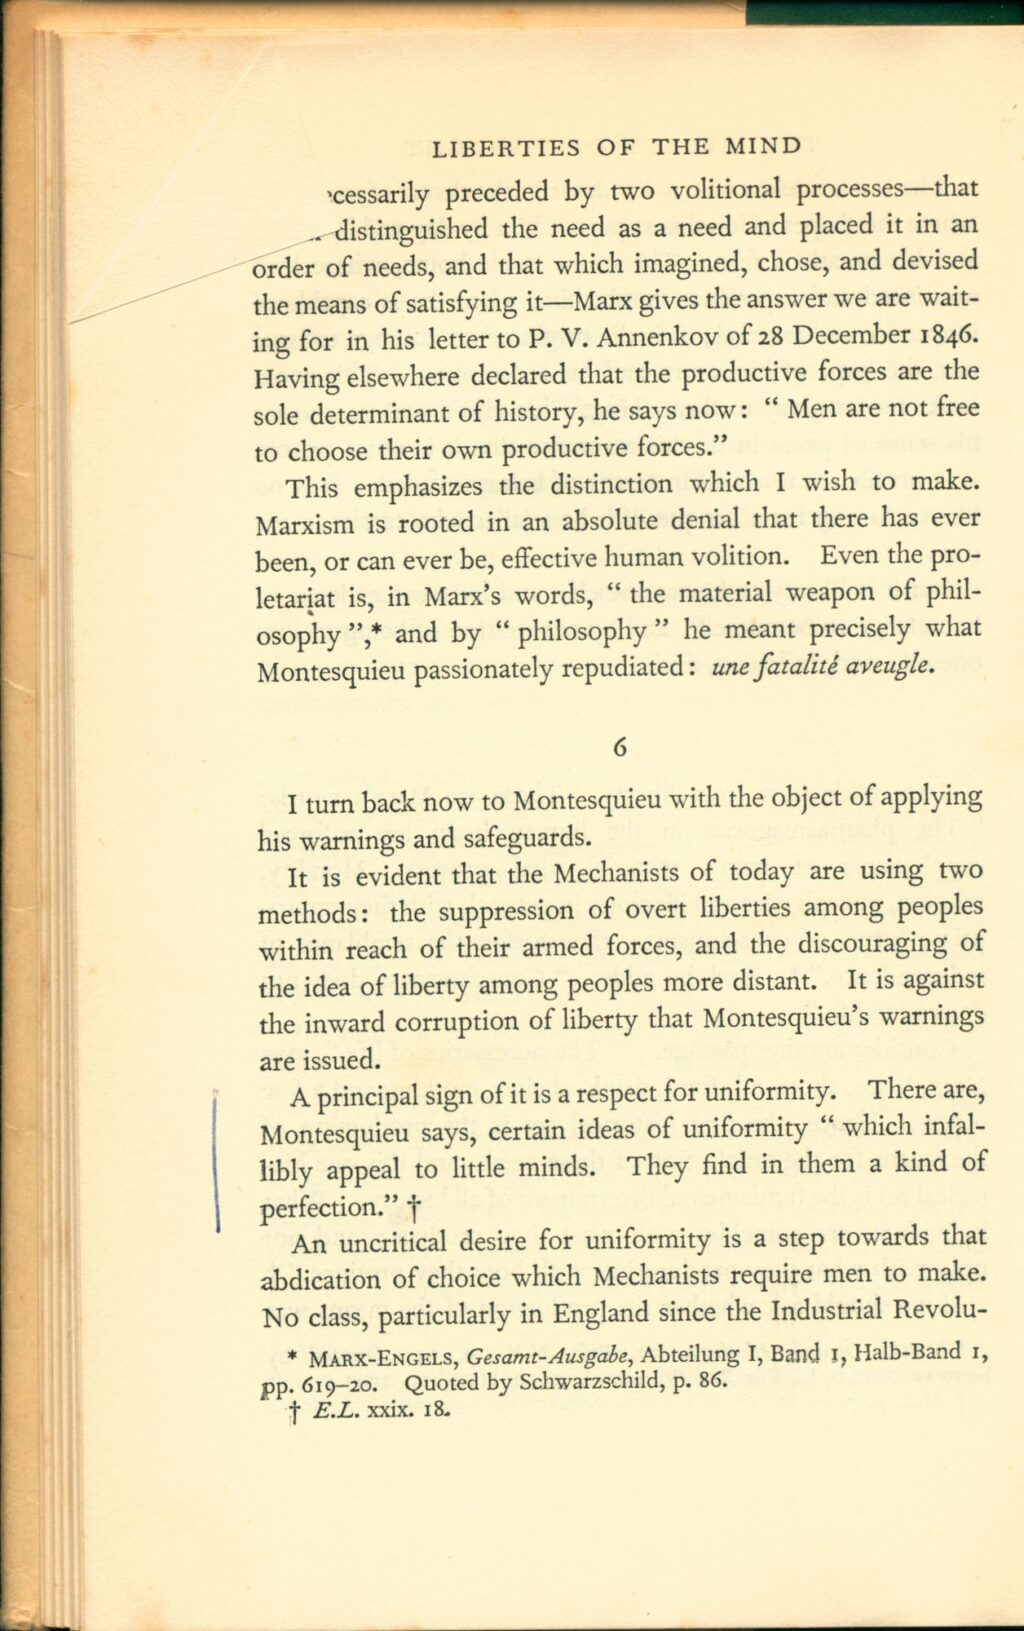 LIBERTIES OF THE MIND
cessarily preceded by two volitional processes—that
distinguished the need as a need and placed it in an
order of needs, and that which imagined, chose, and devised
the means of satisfying it—Marx gives the answer we are wait-
ing for in his letter to P. V. Annenkov of 28 December 1846.
Having elsewhere declared that the productive forces are the
sole determinant of history, he says now: “ Men are not free
to choose their own productive forces.”
This emphasizes the distinction which I wish to make.
Marxism is rooted in an absolute denial that there has ever
been, or can ever be, effective human volition. Even the pro-
letariat is, in Marx’s words, “ the material weapon of phil-
osophy ”,* and by “ philosophy ” he meant precisely what
Montesquieu passionately repudiated: une fatalité aveugle.
6
I turn back now to Montesquieu with the object of applying
his warnings and safeguards.
It is evident that the Mechanists of today are using two
methods: the suppression of overt liberties among peoples
within reach of their armed forces, and the discouraging of
the idea of liberty among peoples more distant. It is against
the inward corruption of liberty that Montesquieu’s warnings
are issued.
A principal sign of it is a respect for uniformity. There are,
Montesquieu says, certain ideas of uniformity “ which infal-
libly appeal to little minds. They find in them a kind of
perfection.” †
An uncritical desire for uniformity is a step towards that
abdication of choice which Mechanists require men to make.
No class, particularly in England since the Industrial Revolu-
* MARX-ENGELS, Gesamt-Ausgabe, Abteilung I, Band 1, Halb-Band 1,
pp. 619–20. Quoted by Schwarzschild, p. 86.
† E.L. xxix. 18.